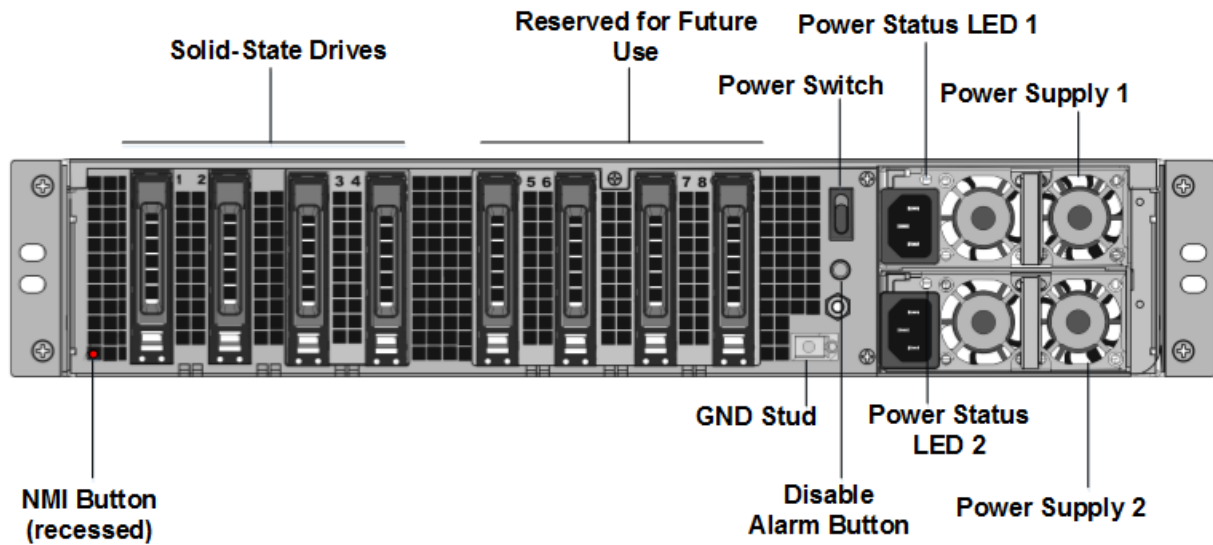 Reserved for Future
Use
Power Status LED 1
Solid-State Drives
Power Switch
Power Supply 1
1 2 3 4 5 6 7 8
GND Stud
Power Status
LED 2
NMI Button
(recessed)
Disable
Alarm Button
Power Supply 2